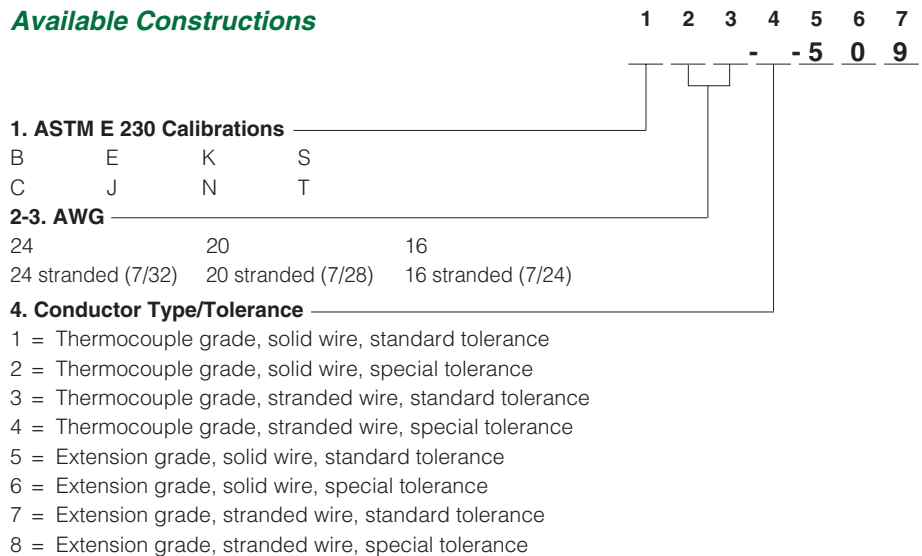 Available Constructions
1 2 3 4 5 6 7
- - 5 0 9
1. ASTM E 230 Calibrations
B E K S
C J N T
2-3. AWG
24 20 16
24 stranded (7/32) 20 stranded (7/28) 16 stranded (7/24)
4. Conductor Type/Tolerance
1 = Thermocouple grade, solid wire, standard tolerance
2 = Thermocouple grade, solid wire, special tolerance
3 = Thermocouple grade, stranded wire, standard tolerance
4 = Thermocouple grade, stranded wire, special tolerance
5 = Extension grade, solid wire, standard tolerance
6 = Extension grade, solid wire, special tolerance
7 = Extension grade, stranded wire, standard tolerance
8 = Extension grade, stranded wire, special tolerance